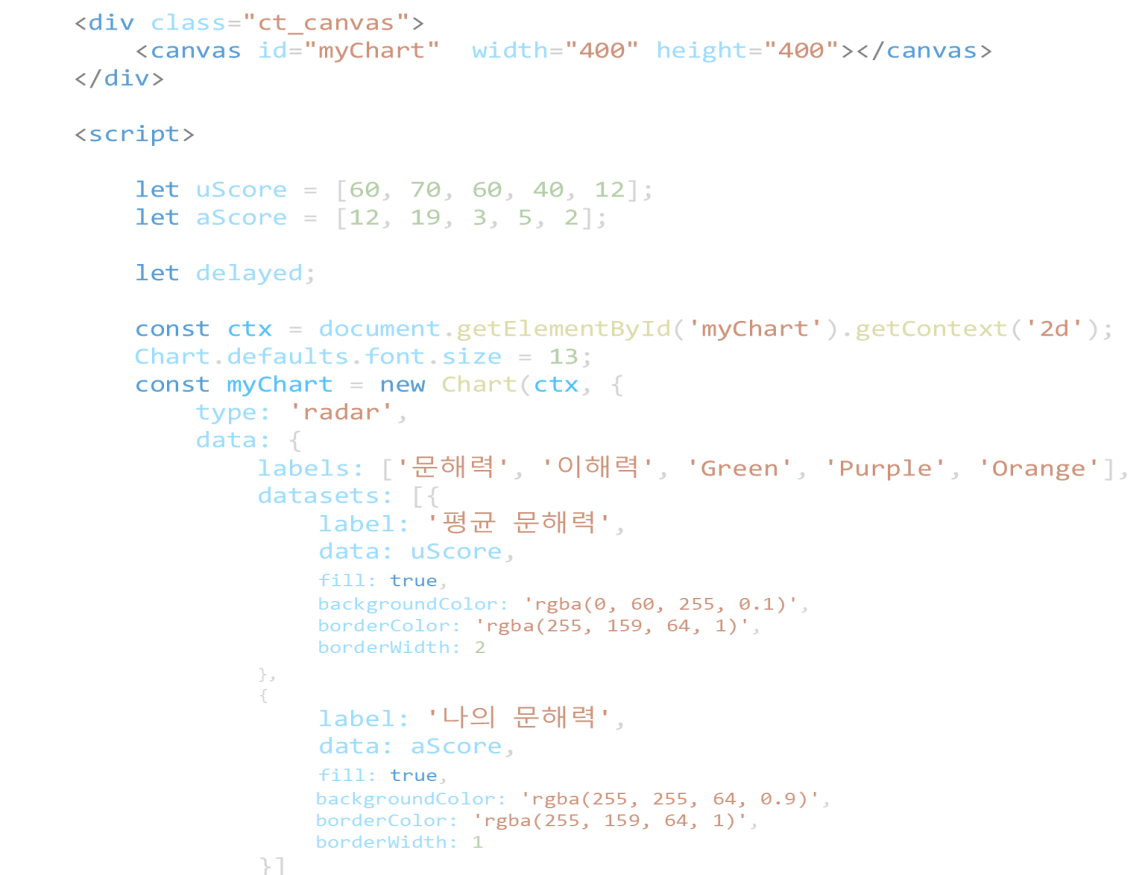 <div class="ct_canvas">
<canvas id="myChart"  width="400" height="400"></canvas>
</div>
<script>
let uScore = [60, 70, 60, 40, 12];
let aScore = [12, 19, 3, 5, 2];
let delayed;
const ctx = document.getElementById('myChart').getContext('2d');
Chart.defaults.font.size = 13;
const myChart = new Chart(ctx, {
type: 'radar',
data: {
labels: ['문해력', '이해력', 'Green', 'Purple', 'Orange'],
datasets: [{
label: '평균 문해력',
data: uScore,
fill: true,
backgroundColor: 'rgba(0, 60, 255, 0.1)',
borderColor: 'rgba(255, 159, 64, 1)',
borderWidth: 2
},
{
label: '나의 문해력',
data: aScore,
fill: true,
backgroundColor: 'rgba(255, 255, 64, 0.9)',
borderColor: 'rgba(255, 159, 64, 1)',
borderWidth: 1
}]